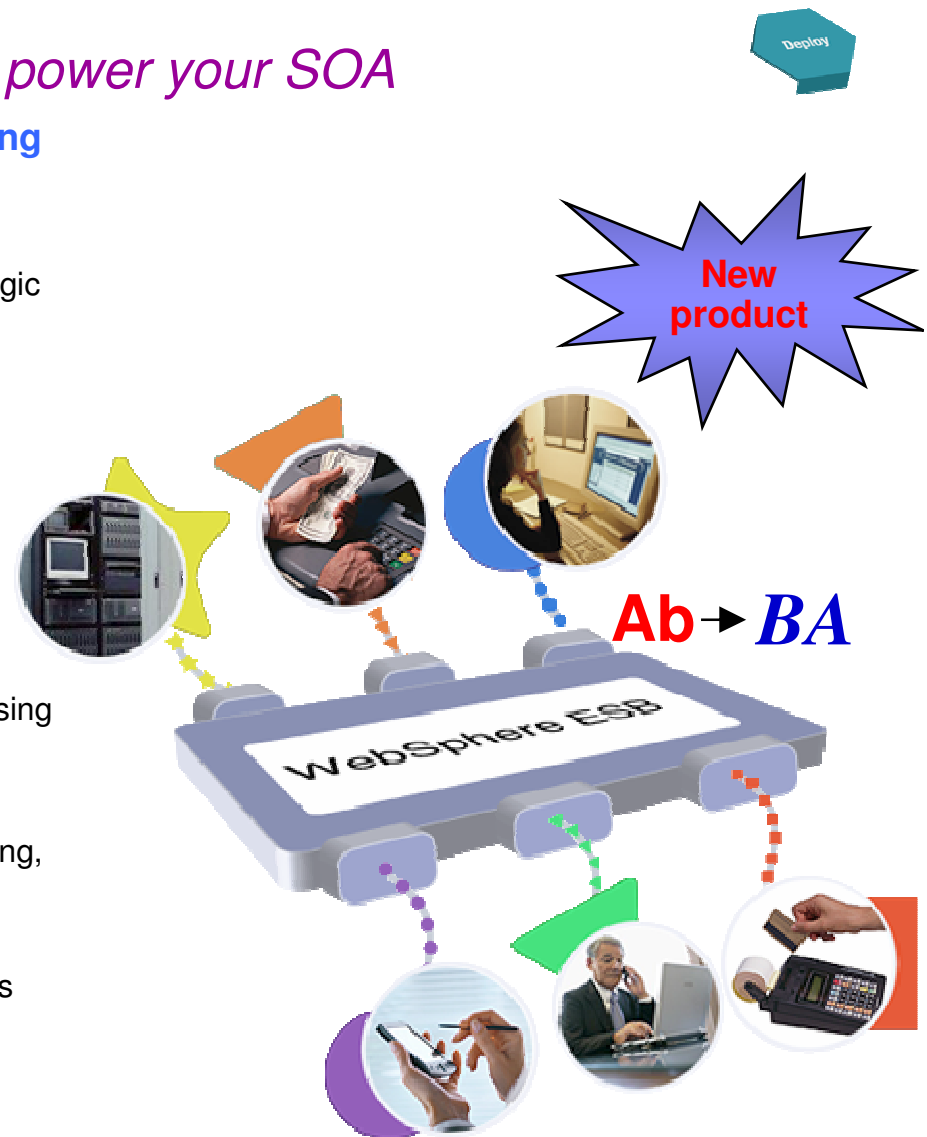 Deploy
power your SOA
ng
gic
New
product
Ab → BA
WebSphere ESB
sing
ng,
s